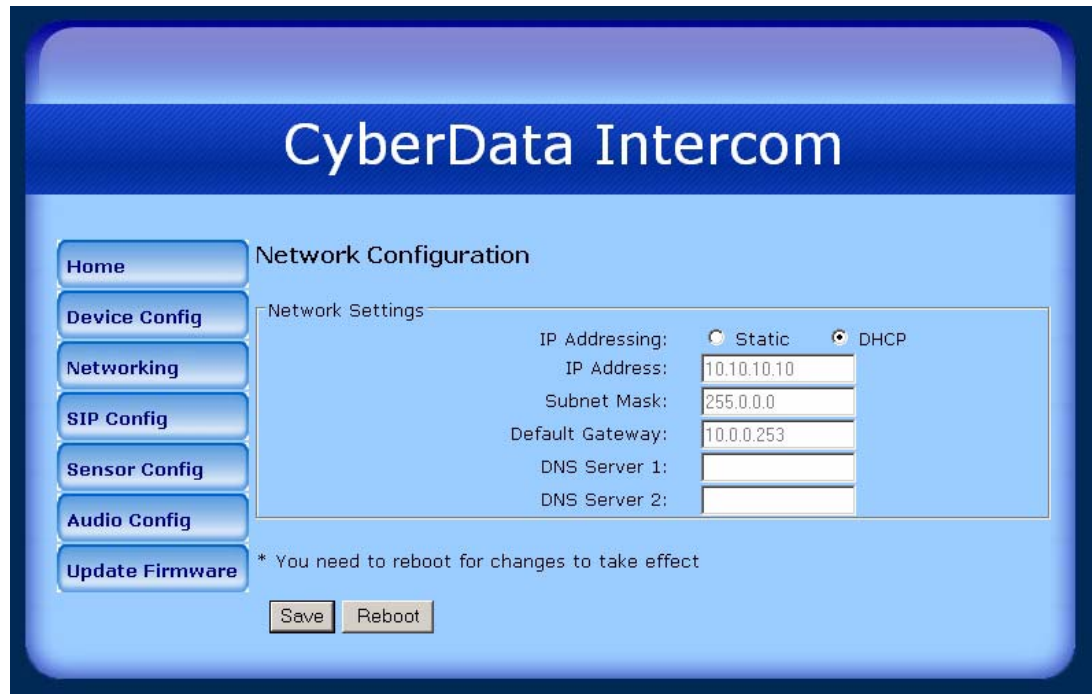 CyberData Intercom
Home
Device Config
Networking
SIP Config
Sensor Config
Audio Config
Update Firmware
Network Configuration
Network Settings
IP Addressing: Static DHCP
IP Address: 10.10.10.10
Subnet Mask: 255.0.0.0
Default Gateway: 10.0.0.253
DNS Server 1:
DNS Server 2:
* You need to reboot for changes to take effect
Save Reboot